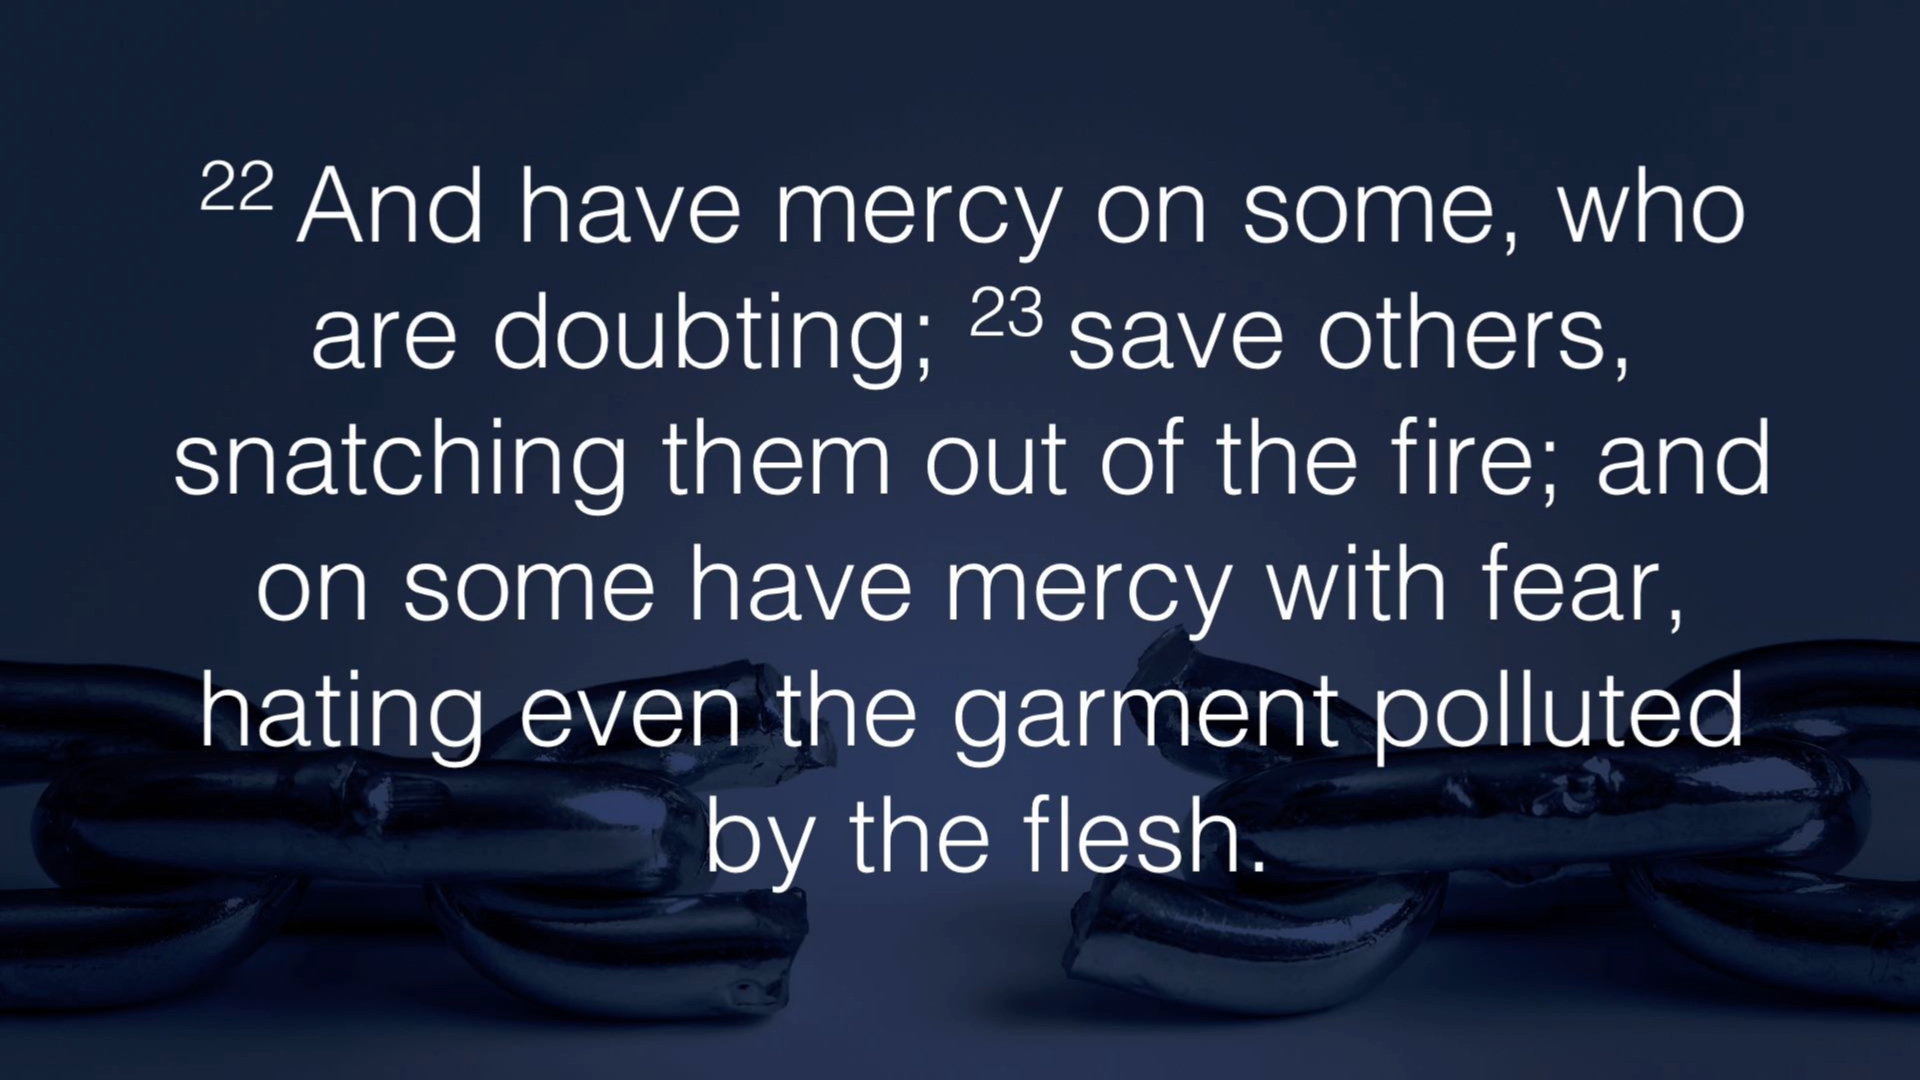 22 And have mercy on some, who
are doubting; 23 save others,
snatching them out of the fire; and
on some have mercy with fear,
hating even the garment polluted
by the flesh.